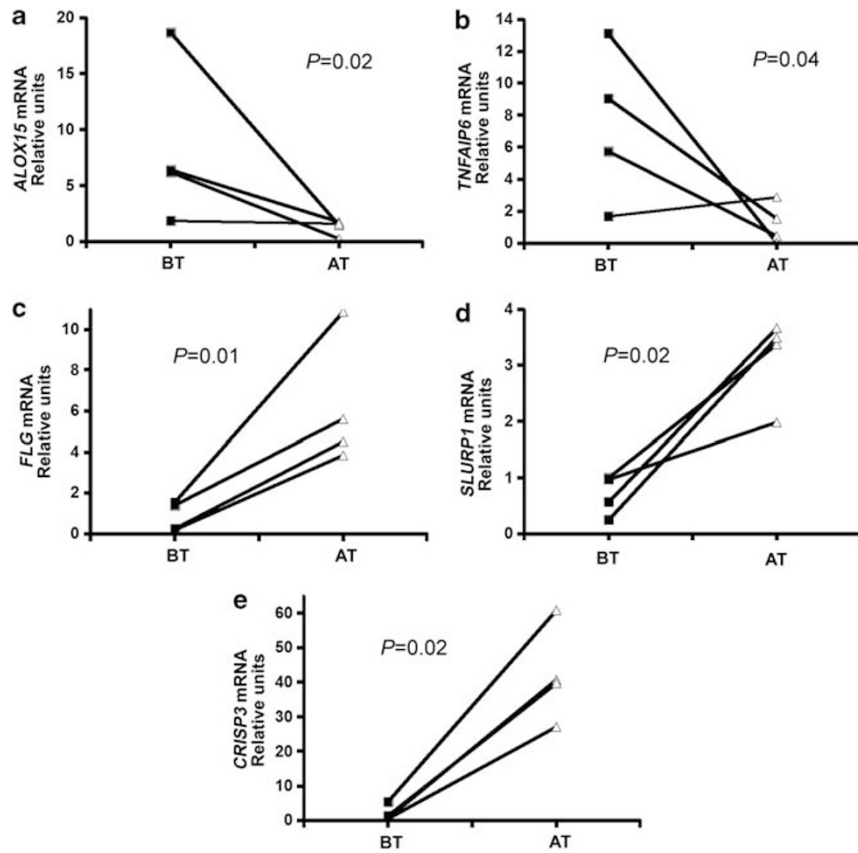 a
20
15
10
5
0
ALOX15 mRNA
Relative units
P=0.02
BT
AT
b
14
12
10
8
6
4
2
0
TNFAIP6 mRNA
Relative units
P=0.04
BT
AT
c
10
8
6
4
2
0
FLG mRNA
Relative units
P=0.01
BT
AT
d
4
3
2
1
0
SLURP1 mRNA
Relative units
P=0.02
BT
AT
e
60
50
40
30
20
10
0
CRISP3 mRNA
Relative units
P=0.02
BT
AT